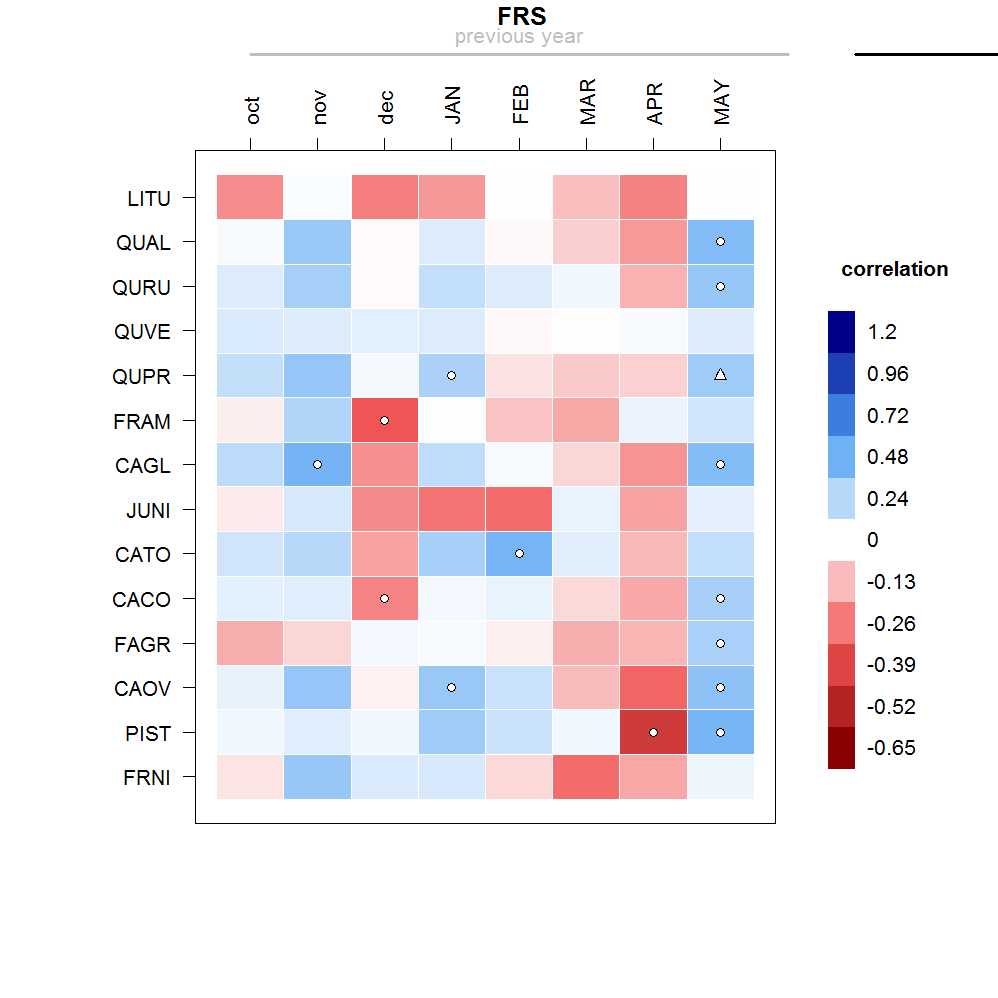 FRS
previous year
oct nov dec JAN FEB MAR APR MAY
LITU
QUAL
QURU
QUVE
QUPR
FRAM
CAGL
JUNI
CATO
CACO
FAGR
CAOV
PIST
FRNI
correlation
1.2
0.96
0.72
0.48
0.24
0
-0.13
-0.26
-0.39
-0.52
-0.65